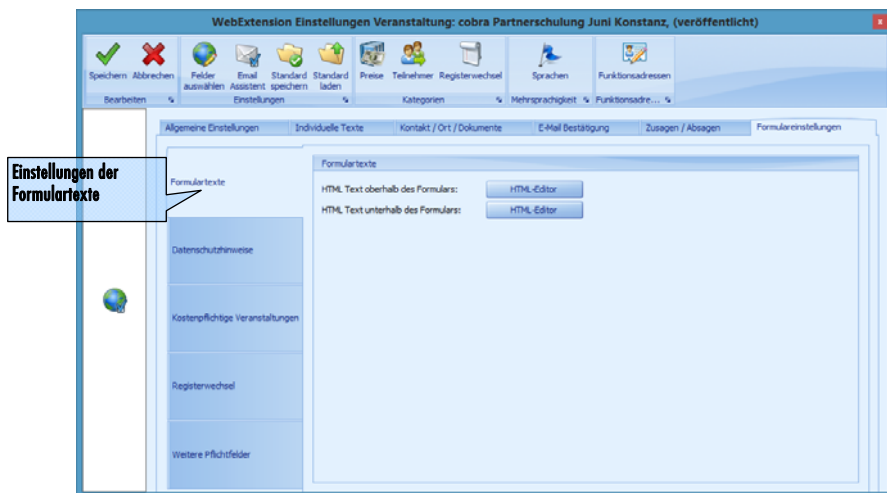 WebExtension Einstellungen Veranstaltung: cobra Partnerschulung Juni Konstanz, (veröffentlicht)
Speichern Abbrechen Felder auswählen Email Assistent Standard speichern Standard laden Preise Teilnehmer Registerwechsel Sprachen Funktionsadressen
Bearbeiten Einstellungen Kategorien Mehrsprachigkeit Funktionsadre...
Allgemeine Einstellungen Individuelle Texte Kontakt / Ort / Dokumente E-Mail Bestätigung Zusagen / Absagen Formulareinstellungen
Einstellungen der
Formulartexte
Formulartexte
Formulartexte
HTML Text oberhalb des Formulars: HTML-Editor
HTML Text unterhalb des Formulars: HTML-Editor
Datenschutzhinweise
Kostenpflichtige Veranstaltungen
Registerwechsel
Weitere Pflichtfelder